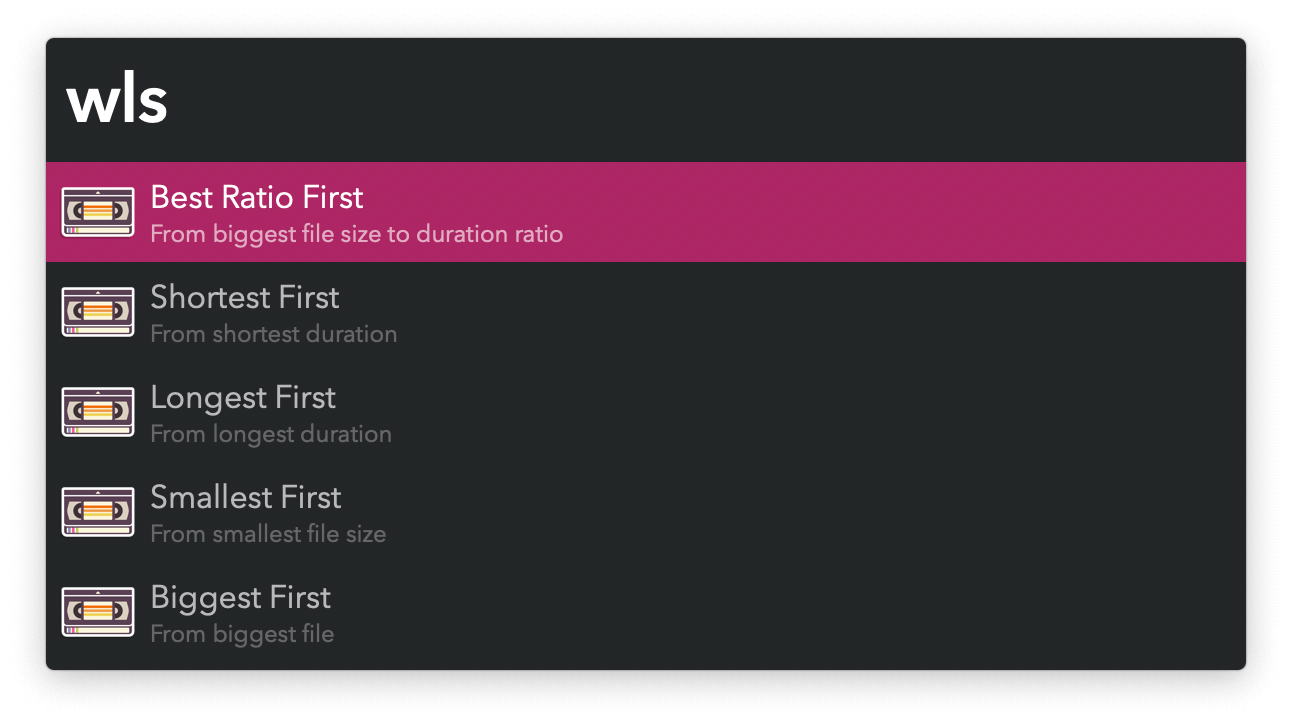 wls
Best Ratio First
From biggest file size to duration ratio
Shortest First
From shortest duration
Longest First
From longest duration
Smallest First
From smallest file size
Biggest First
From biggest file